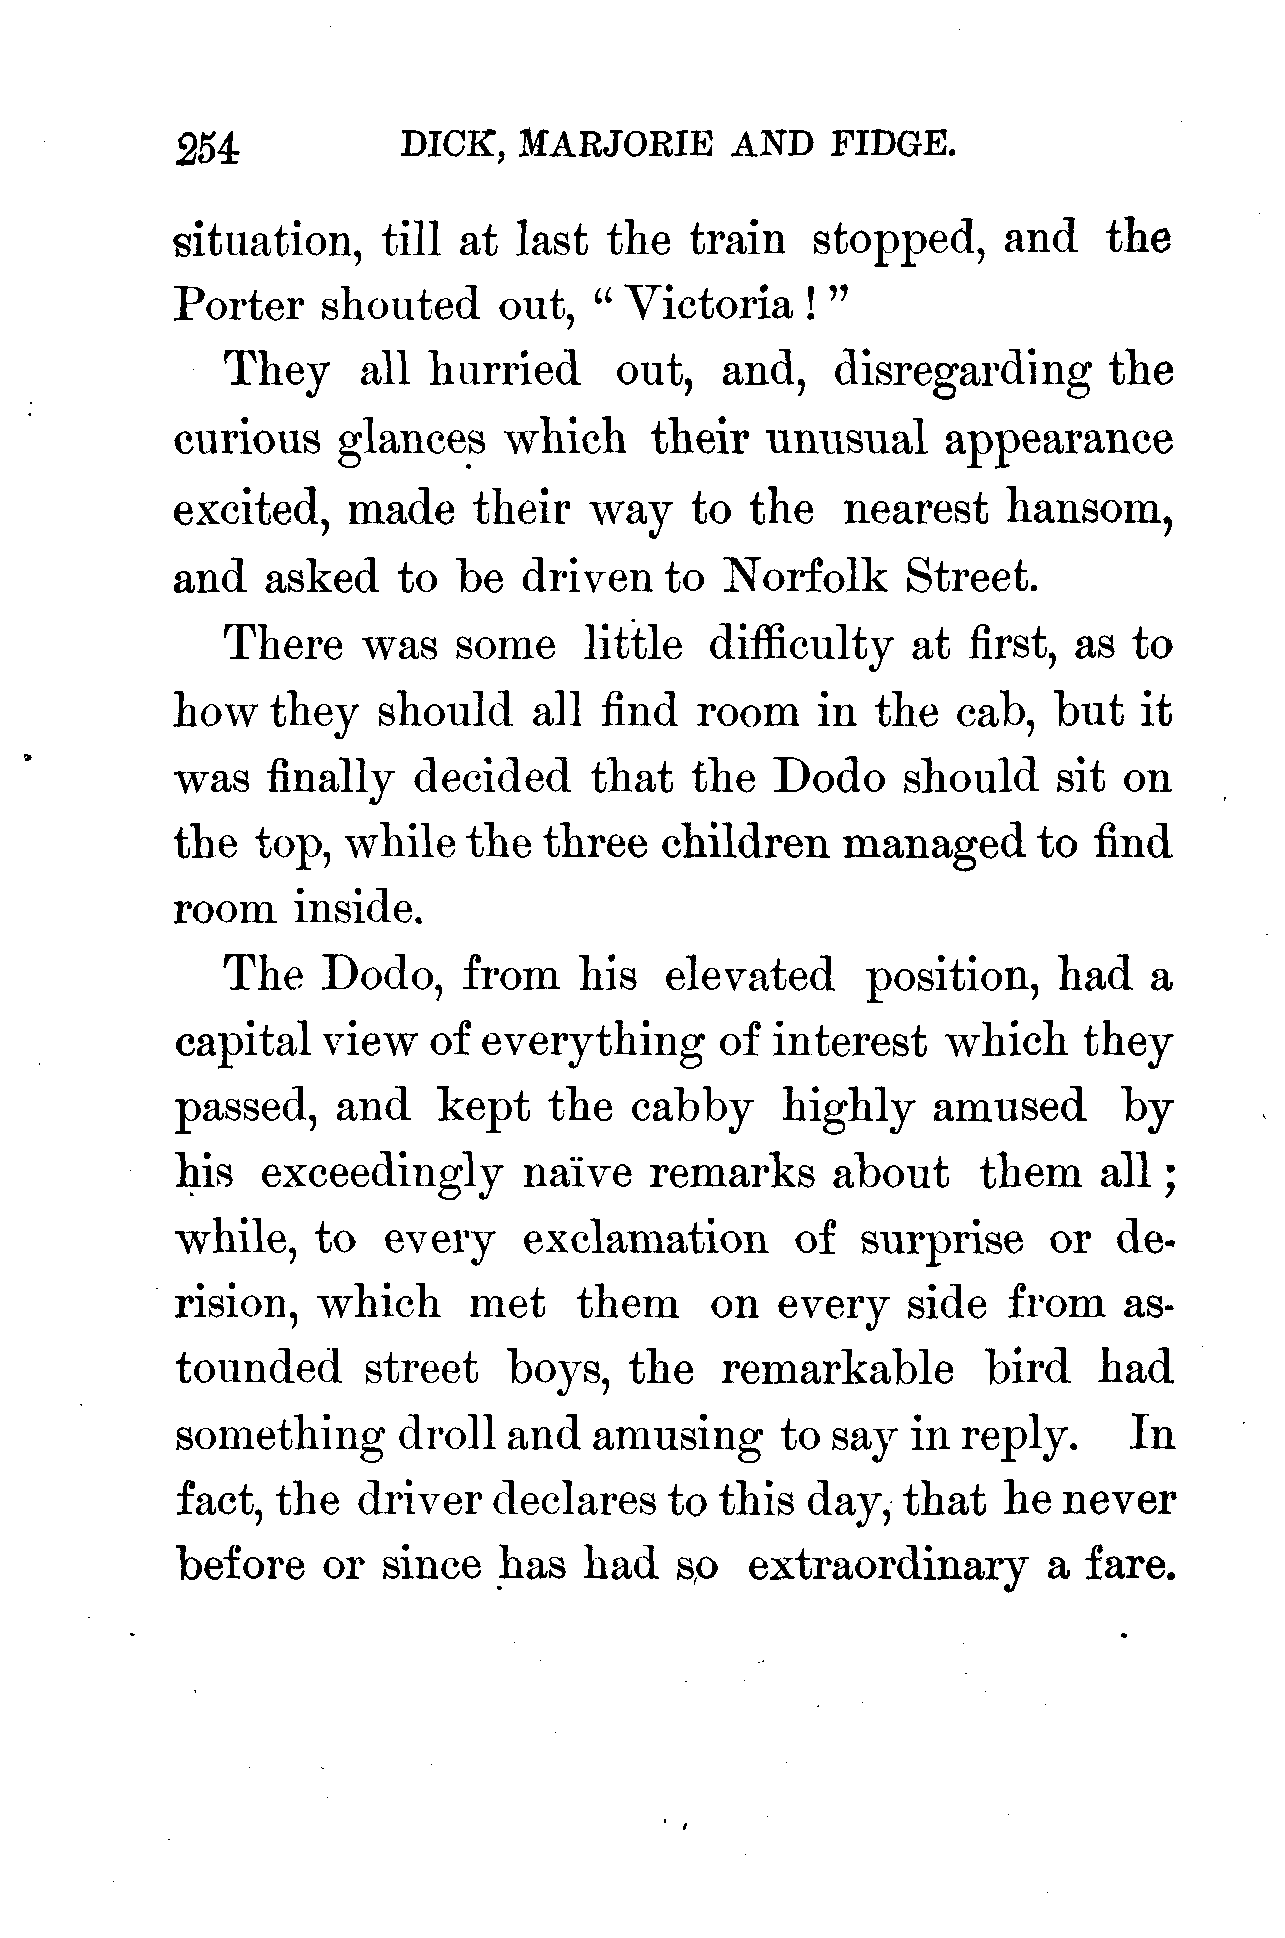 254 DICK, MARJORIE AND FIDGE.
situation, till at last the train stopped, and the
Porter shouted out, “ Victoria ! ”
They all hurried out, and, disregarding the
curious glances which their unusual appearance
excited, made their way to the nearest hansom,
and asked to be driven to Norfolk Street.
There was some little difficulty at first, as to
how they should all find room in the cab, but it
was finally decided that the Dodo should sit on
the top, while the three children managed to find
room inside.
The Dodo, from his elevated position, had a
capital view of everything of interest which they
passed, and kept the cabby highly amused by
his exceedingly naïve remarks about them all ;
while, to every exclamation of surprise or de-
rision, which met them on every side from as-
tounded street boys, the remarkable bird had
something droll and amusing to say in reply. In
fact, the driver declares to this day, that he never
before or since has had so extraordinary a fare.